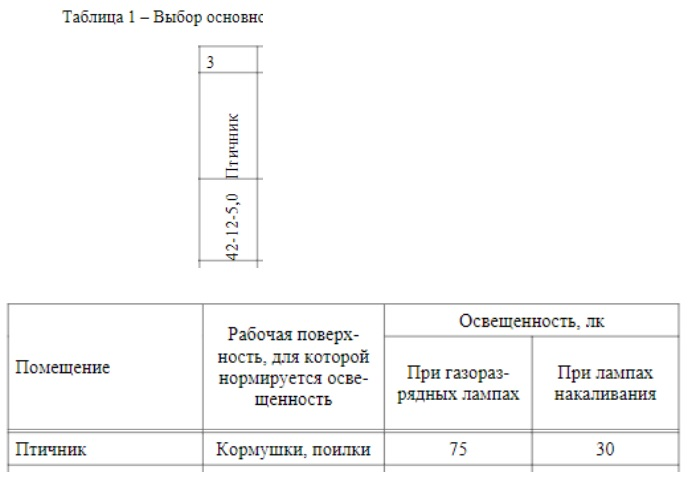 Таблица 1 – Выбор основно
3
Птичник
42-12-5,0
Помещение
Рабочая поверх-
ность, для которой
нормируется осве-
щенность
Освещенность, лк
При газораз-
рядных лампах
При лампах
накаливания
Птичник
Кормушки, поилки
75
30